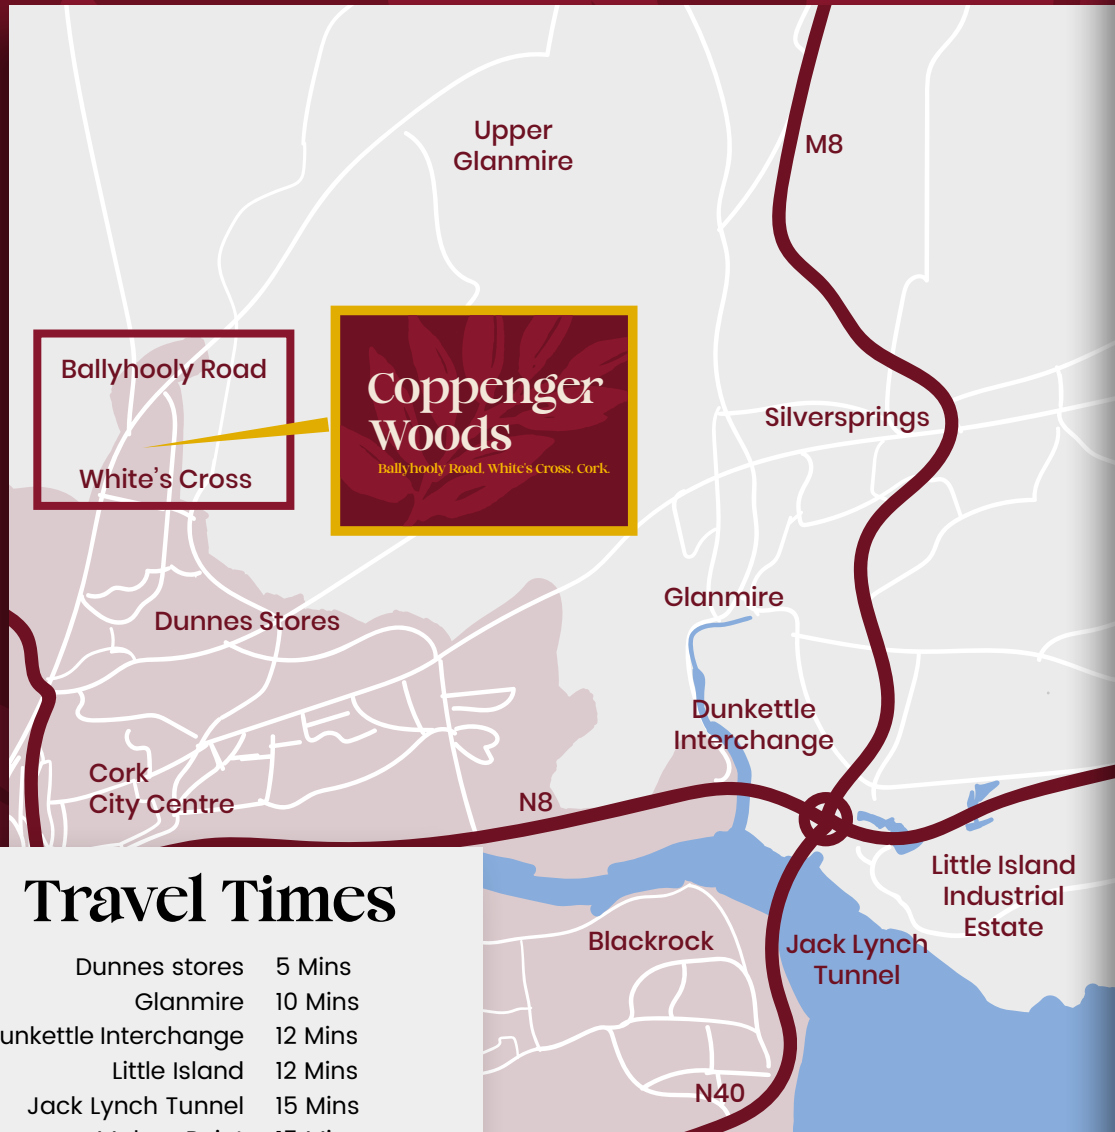 Upper
Glanmire
M8
Ballyhooly Road
White's Cross
Coppenger
Woods
Ballyhooly Road, White's Cross, Cork.
Silversprings
Glanmire
Dunnes Stores
Dunkettle
Interchange
Cork
City Centre
N8
Little Island
Industrial
Estate
Blackrock
Jack Lynch
Tunnel
N40
Travel Times
Dunnes stores 5 Mins
Glanmire 10 Mins
unkettle Interchange 12 Mins
Little Island 12 Mins
Jack Lynch Tunnel 15 Mins